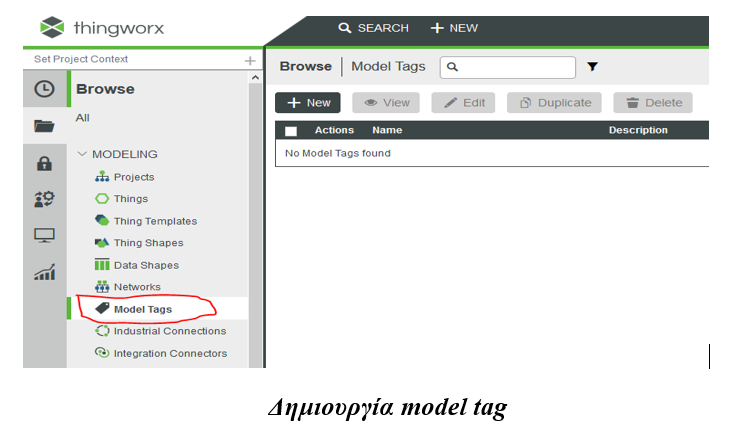 thingworx
SEARCH
NEW
Set Project Context
Browse
All
MODELING
Projects
Things
Thing Templates
Thing Shapes
Data Shapes
Networks
Model Tags
Industrial Connections
Integration Connectors
Browse Model Tags
New View Edit Duplicate Delete
Actions Name Description
No Model Tags found
Δημιουργία model tag